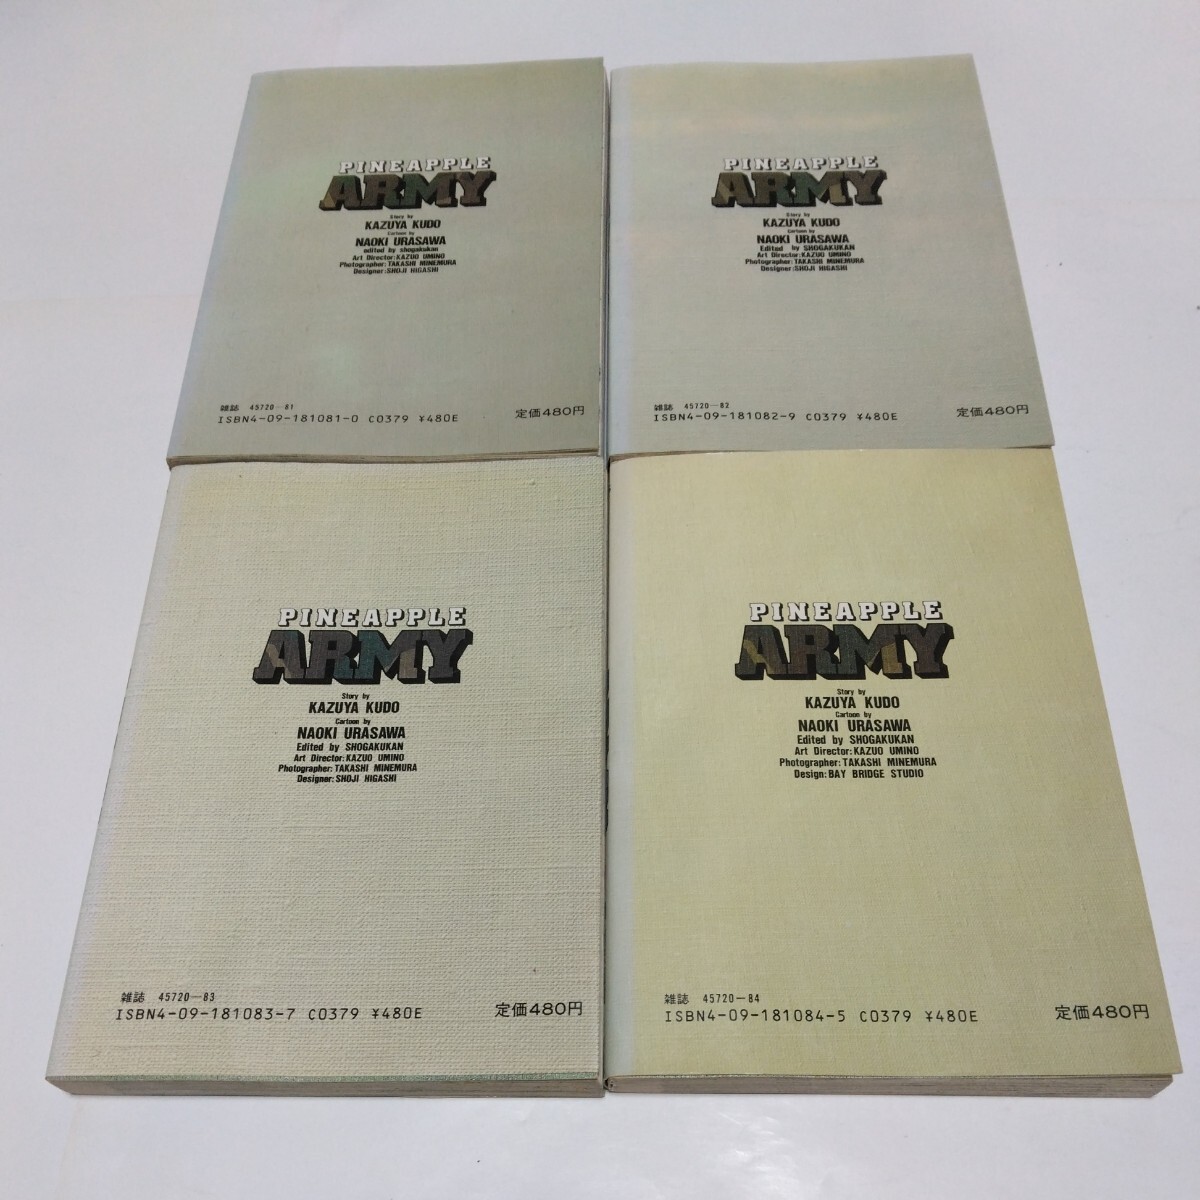 PINEAPPLE
ARMY
Story by
KAZUYA KUDO
Cartoon by
NAOKI URASAWA
edited by shogakukan
Art Director:KAZUO UMINO
Photographer:TAKASHI MINEMURA
Designer:SHOJI HIGASHI
雑誌 45720-81
ISBN4-09-181081-0 C0379 ¥480E
定価480円
PINEAPPLE
ARMY
Story by
KAZUYA KUDO
Cartoon by
NAOKI URASAWA
Edited by SHOGAKUKAN
Art Director:KAZUO UMINO
Photographer:TAKASHI MINEMURA
Designer:SHOJI HIGASHI
雑誌 45720-82
ISBN4-09-181082-9 C0379 ¥480E
定価480円
PINEAPPLE
ARMY
Story by
KAZUYA KUDO
Cartoon by
NAOKI URASAWA
Edited by SHOGAKUKAN
Art Director:KAZUO UMINO
Photographer:TAKASHI MINEMURA
Designer:SHOJI HIGASHI
雑誌 45720-83
ISBN4-09-181083-7 C0379 ¥480E
定価480円
PINEAPPLE
ARMY
Story by
KAZUYA KUDO
Cartoon by
NAOKI URASAWA
Edited by SHOGAKUKAN
Art Director:KAZUO UMINO
Photographer:TAKASHI MINEMURA
Design:BAY BRIDGE STUDIO
雑誌 45720-84
ISBN4-09-181084-5 C0379 ¥480E
定価480円